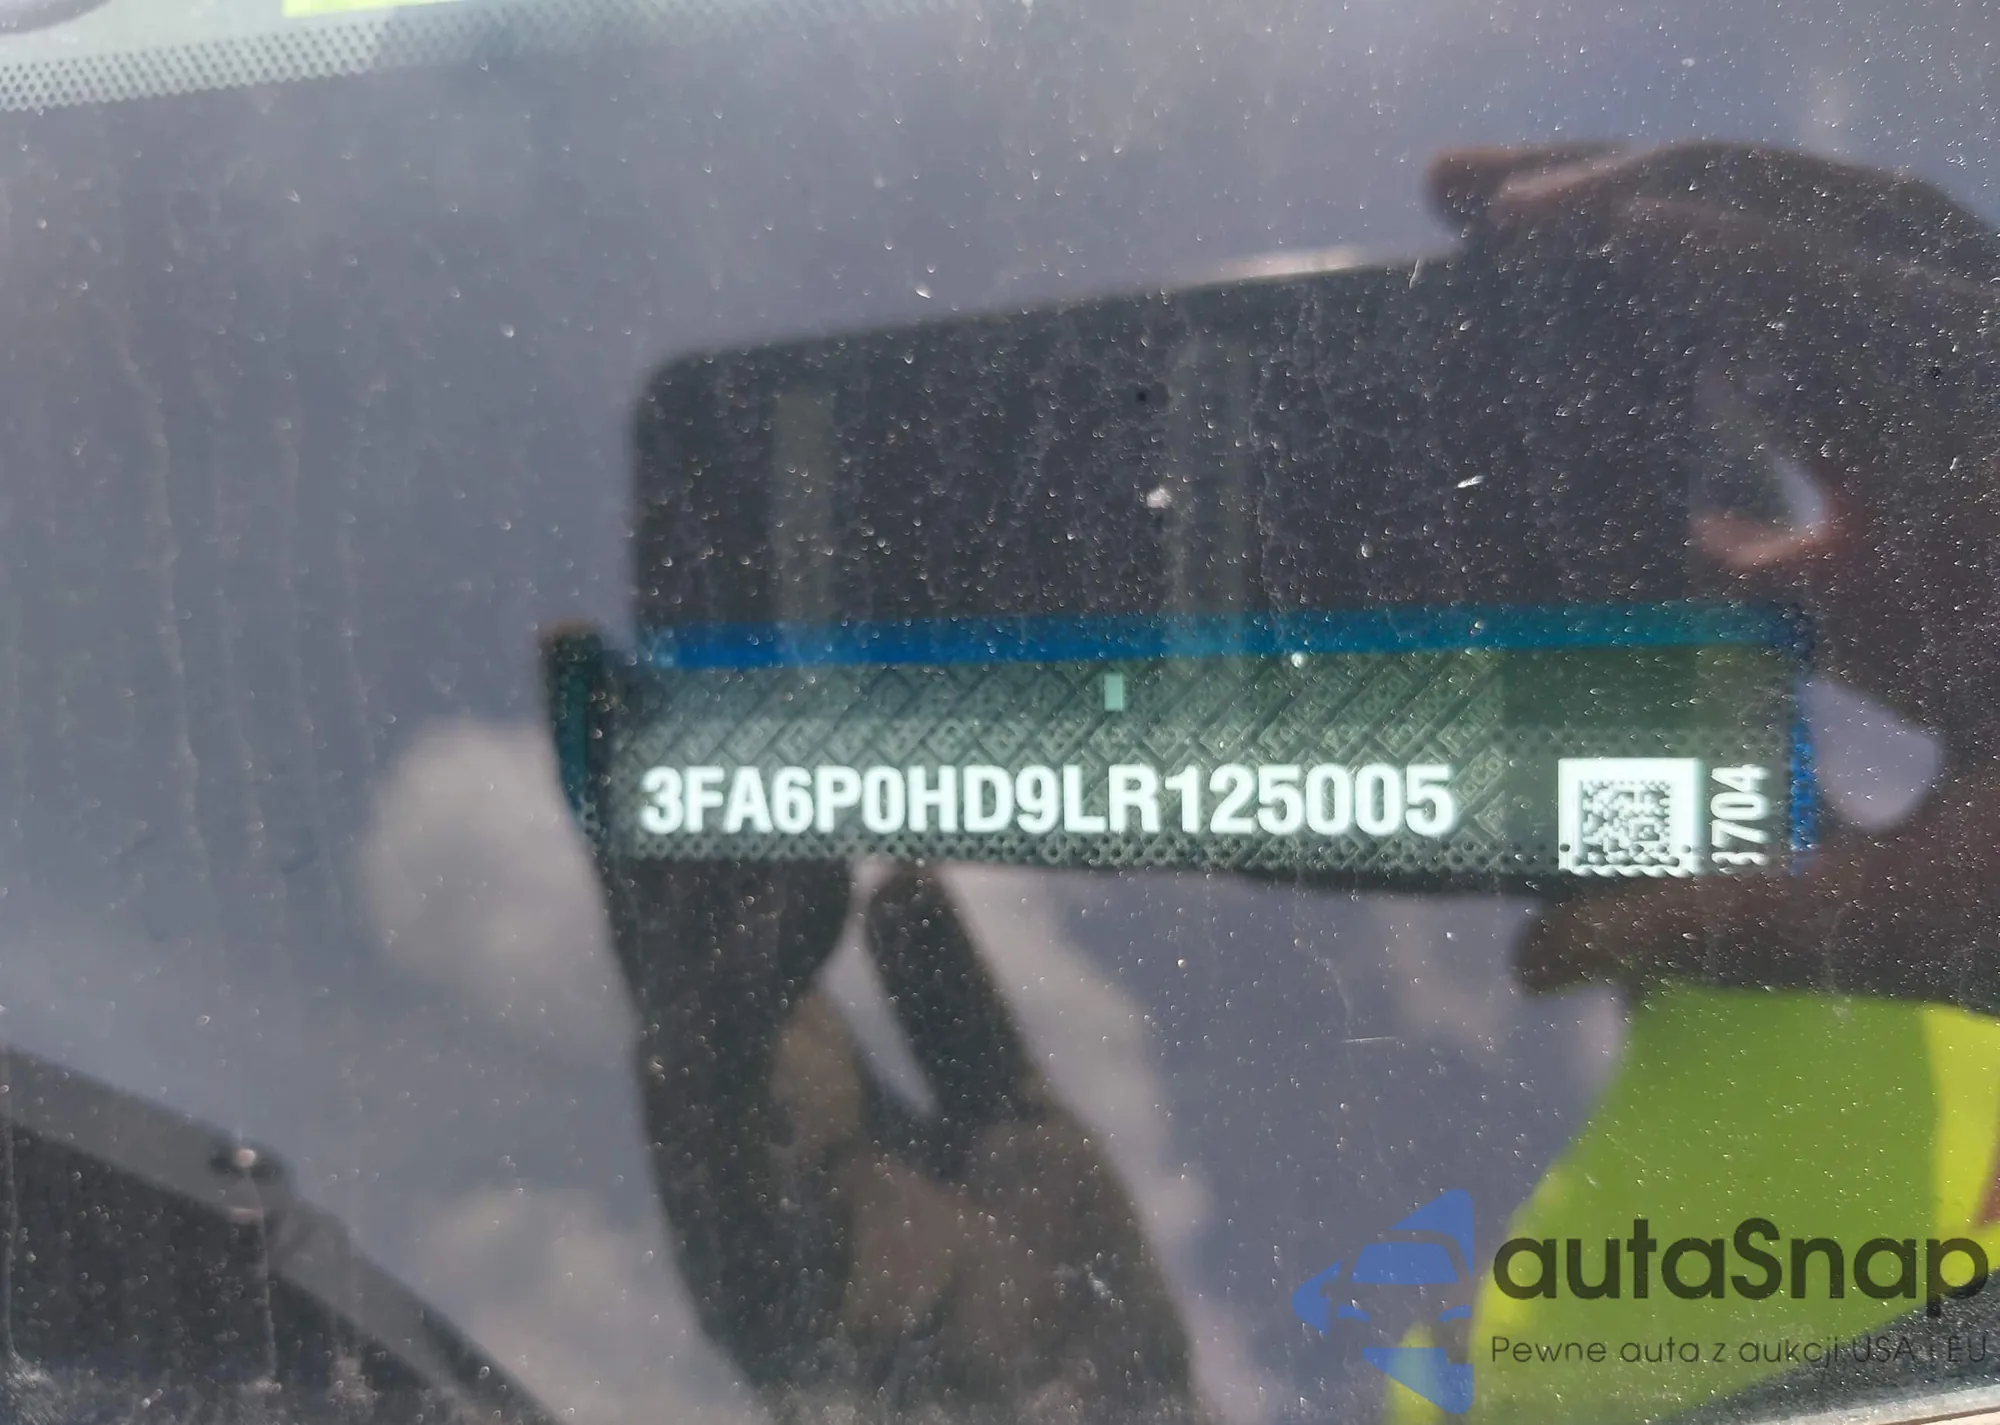 3FA6P0HD9LR125005
3704
autaSnap
Pewne auta z aukcji USA i EU